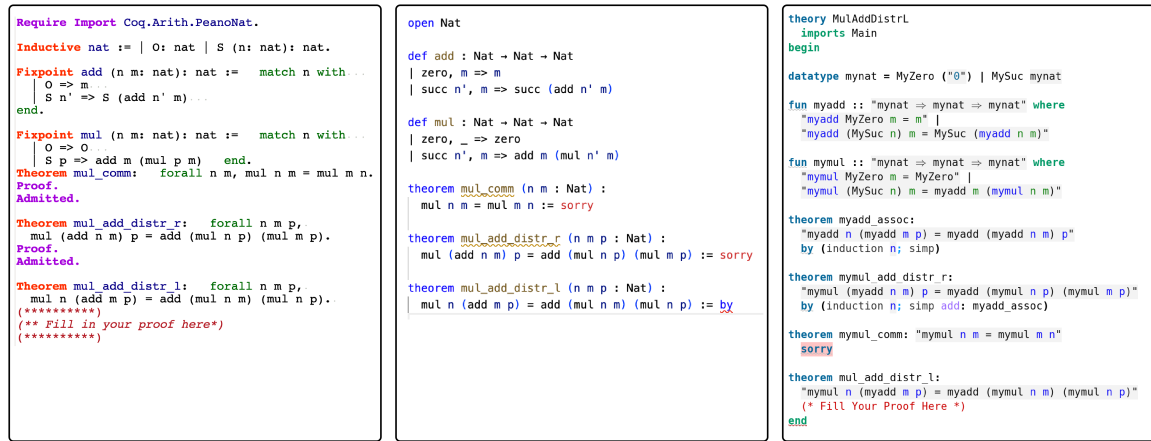 Require Import Coq.Arith.PeanoNat.
Inductive nat := | O: nat | S (n: nat): nat.
Fixpoint add (n m: nat): nat :=   match n with
  | O => m
  | S n' => S (add n' m)
end.
Fixpoint mul (n m: nat): nat :=   match n with
  | O => O
  | S p => add m (mul p m)   end.
Theorem mul_comm:   forall n m, mul n m = mul m n.
Proof.
Admitted.
Theorem mul_add_distr_r:   forall n m p,
  mul (add n m) p = add (mul n p) (mul m p).
Proof.
Admitted.
Theorem mul_add_distr_l:   forall n m p,
  mul n (add m p) = add (mul n m) (mul n p).
(**********)
(** Fill in your proof here*)
(**********)
open Nat
def add : Nat → Nat → Nat
| zero, m => m
| succ n', m => succ (add n' m)
def mul : Nat → Nat → Nat
| zero, _ => zero
| succ n', m => add m (mul n' m)
theorem mul_comm (n m : Nat) :
  mul n m = mul m n := sorry
theorem mul_add_distr_r (n m p : Nat) :
  mul (add n m) p = add (mul n p) (mul m p) := sorry
theorem mul_add_distr_l (n m p : Nat) :
  mul n (add m p) = add (mul n m) (mul n p) := by
theory MulAddDistrL
  imports Main
begin
datatype mynat = MyZero ("0") | MySuc mynat
fun myadd :: "mynat ⇒ mynat ⇒ mynat" where
  "myadd MyZero m = m" |
  "myadd (MySuc n) m = MySuc (myadd n m)"
fun mymul :: "mynat ⇒ mynat ⇒ mynat" where
  "mymul MyZero m = MyZero" |
  "mymul (MySuc n) m = myadd m (mymul n m)"
theorem myadd_assoc:
  "myadd n (myadd m p) = myadd (myadd n m) p"
  by (induction n; simp)
theorem mymul_add_distr_r:
  "mymul (myadd n m) p = myadd (mymul n p) (mymul m p)"
  by (induction n; simp add: myadd_assoc)
theorem mymul_comm: "mymul n m = mymul m n"
  sorry
theorem mul_add_distr_l:
  "mymul n (myadd m p) = myadd (mymul n m) (mymul n p)"
  (* Fill Your Proof Here *)
end